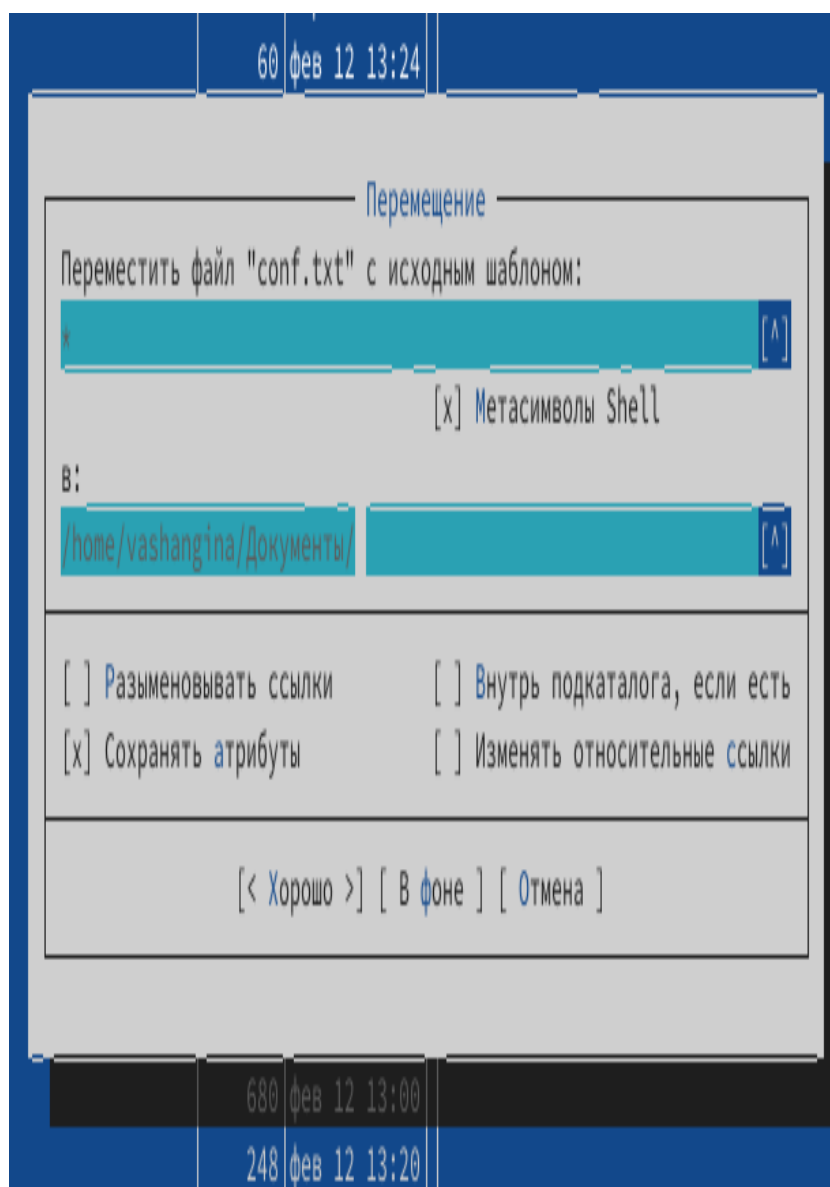 60 фев 12 13:24
Перемещение
Переместить файл "conf.txt" с исходным шаблоном:
* [^]
[x] Метасимволы Shell
в:
/home/vashangina/Документы/ [^]
[ ] Разыменовывать ссылки [ ] Внутрь подкаталога, если есть
[x] Сохранять атрибуты [ ] Изменять относительные ссылки
[< Хорошо >] [ В фоне ] [ Отмена ]
680 фев 12 13:00
248 фев 12 13:20